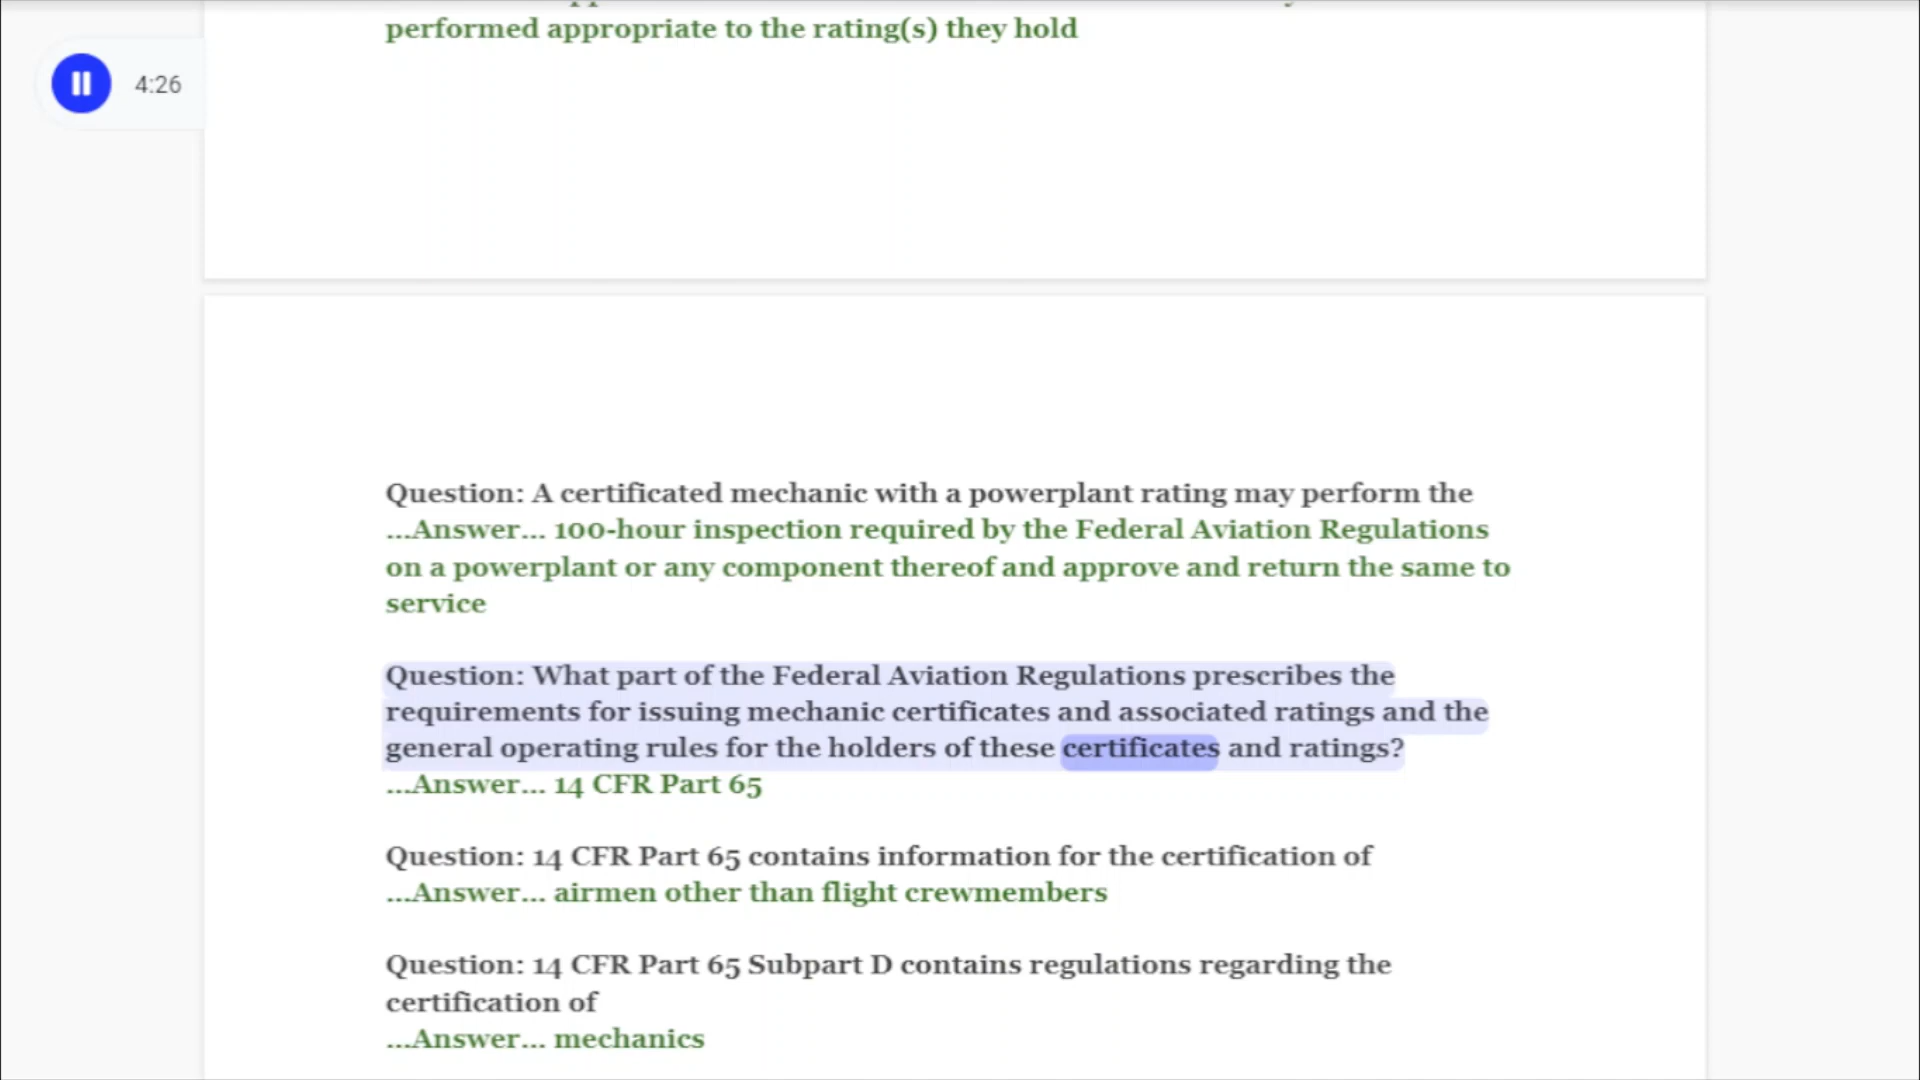 performed appropriate to the rating(s) they hold
4:26
Question: A certificated mechanic with a powerplant rating may perform the
...Answer... 100-hour inspection required by the Federal Aviation Regulations
on a powerplant or any component thereof and approve and return the same to
service
Question: What part of the Federal Aviation Regulations prescribes the
requirements for issuing mechanic certificates and associated ratings and the
general operating rules for the holders of these certificates and ratings?
...Answer... 14 CFR Part 65
Question: 14 CFR Part 65 contains information for the certification of
...Answer... airmen other than flight crewmembers
Question: 14 CFR Part 65 Subpart D contains regulations regarding the
certification of
...Answer... mechanics